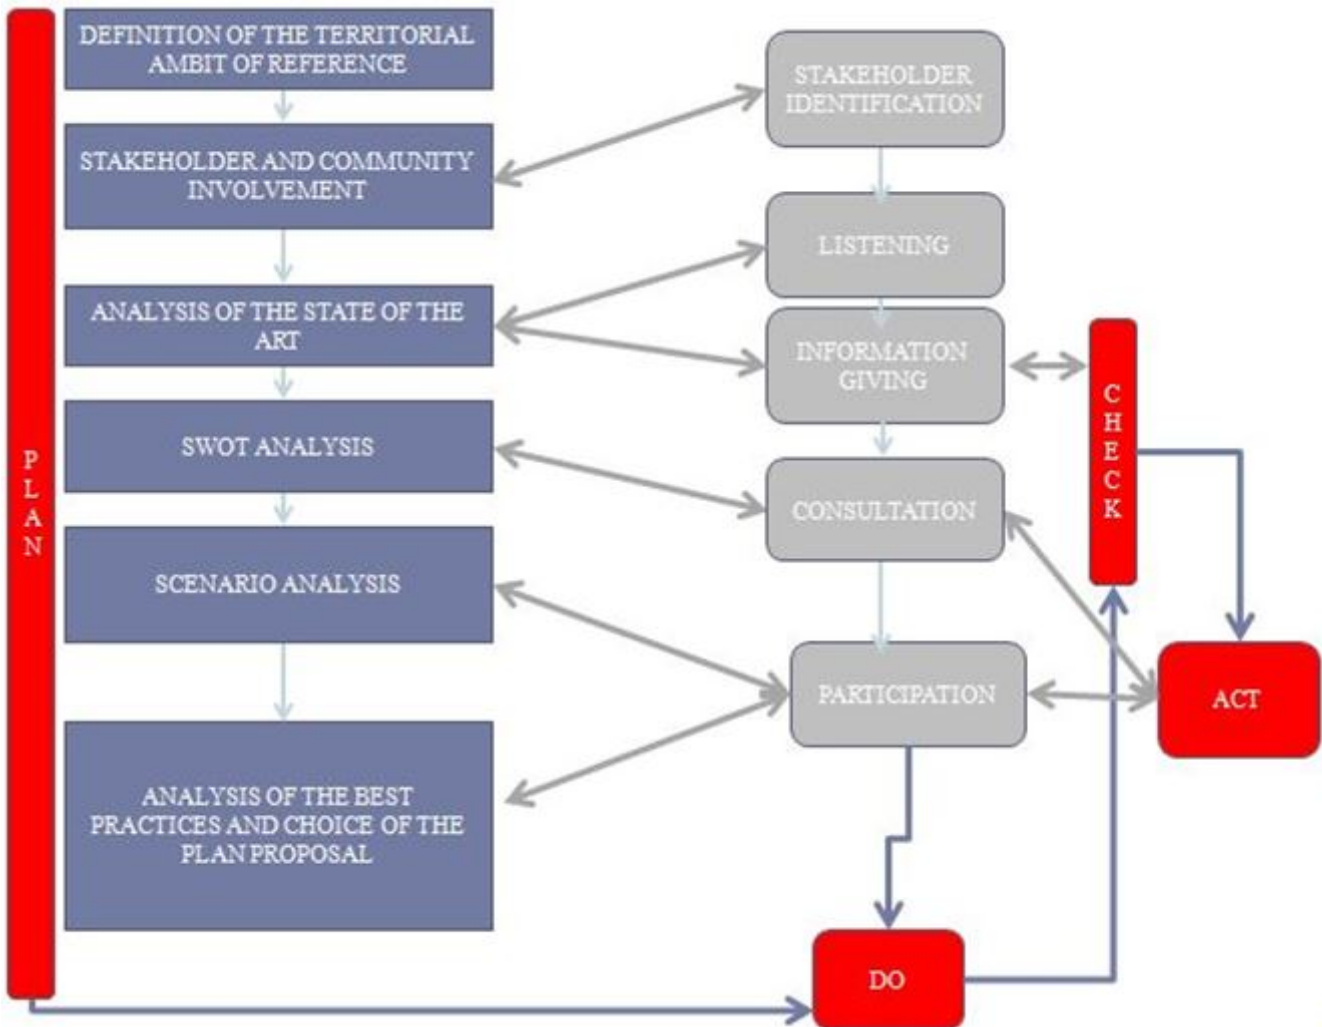 PLAN
DEFINITION OF THE TERRITORIAL
AMBIT OF REFERENCE
STAKEHOLDER AND COMMUNITY
INVOLVEMENT
ANALYSIS OF THE STATE OF THE
ART
SWOT ANALYSIS
SCENARIO ANALYSIS
ANALYSIS OF THE BEST
PRACTICES AND CHOICE OF THE
PLAN PROPOSAL
STAKEHOLDER
IDENTIFICATION
LISTENING
INFORMATION
GIVING
CONSULTATION
PARTICIPATION
DO
CHECK
ACT